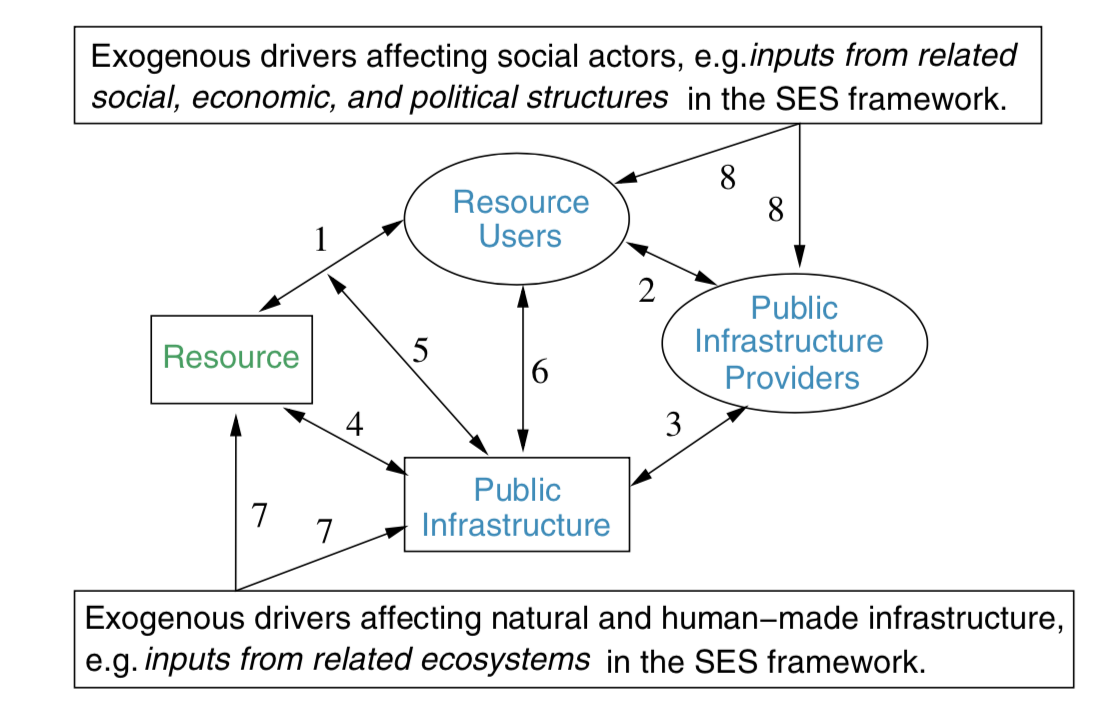 Exogenous drivers affecting social actors, e.g.inputs from related
social, economic, and political structures in the SES framework.
8
Resource
Users
8
1
2
Public
Infrastructure
Providers
Resource
5
6
4
3
Public
Infrastructure
7
7
Exogenous drivers affecting natural and human–made infrastructure,
e.g. inputs from related ecosystems in the SES framework.